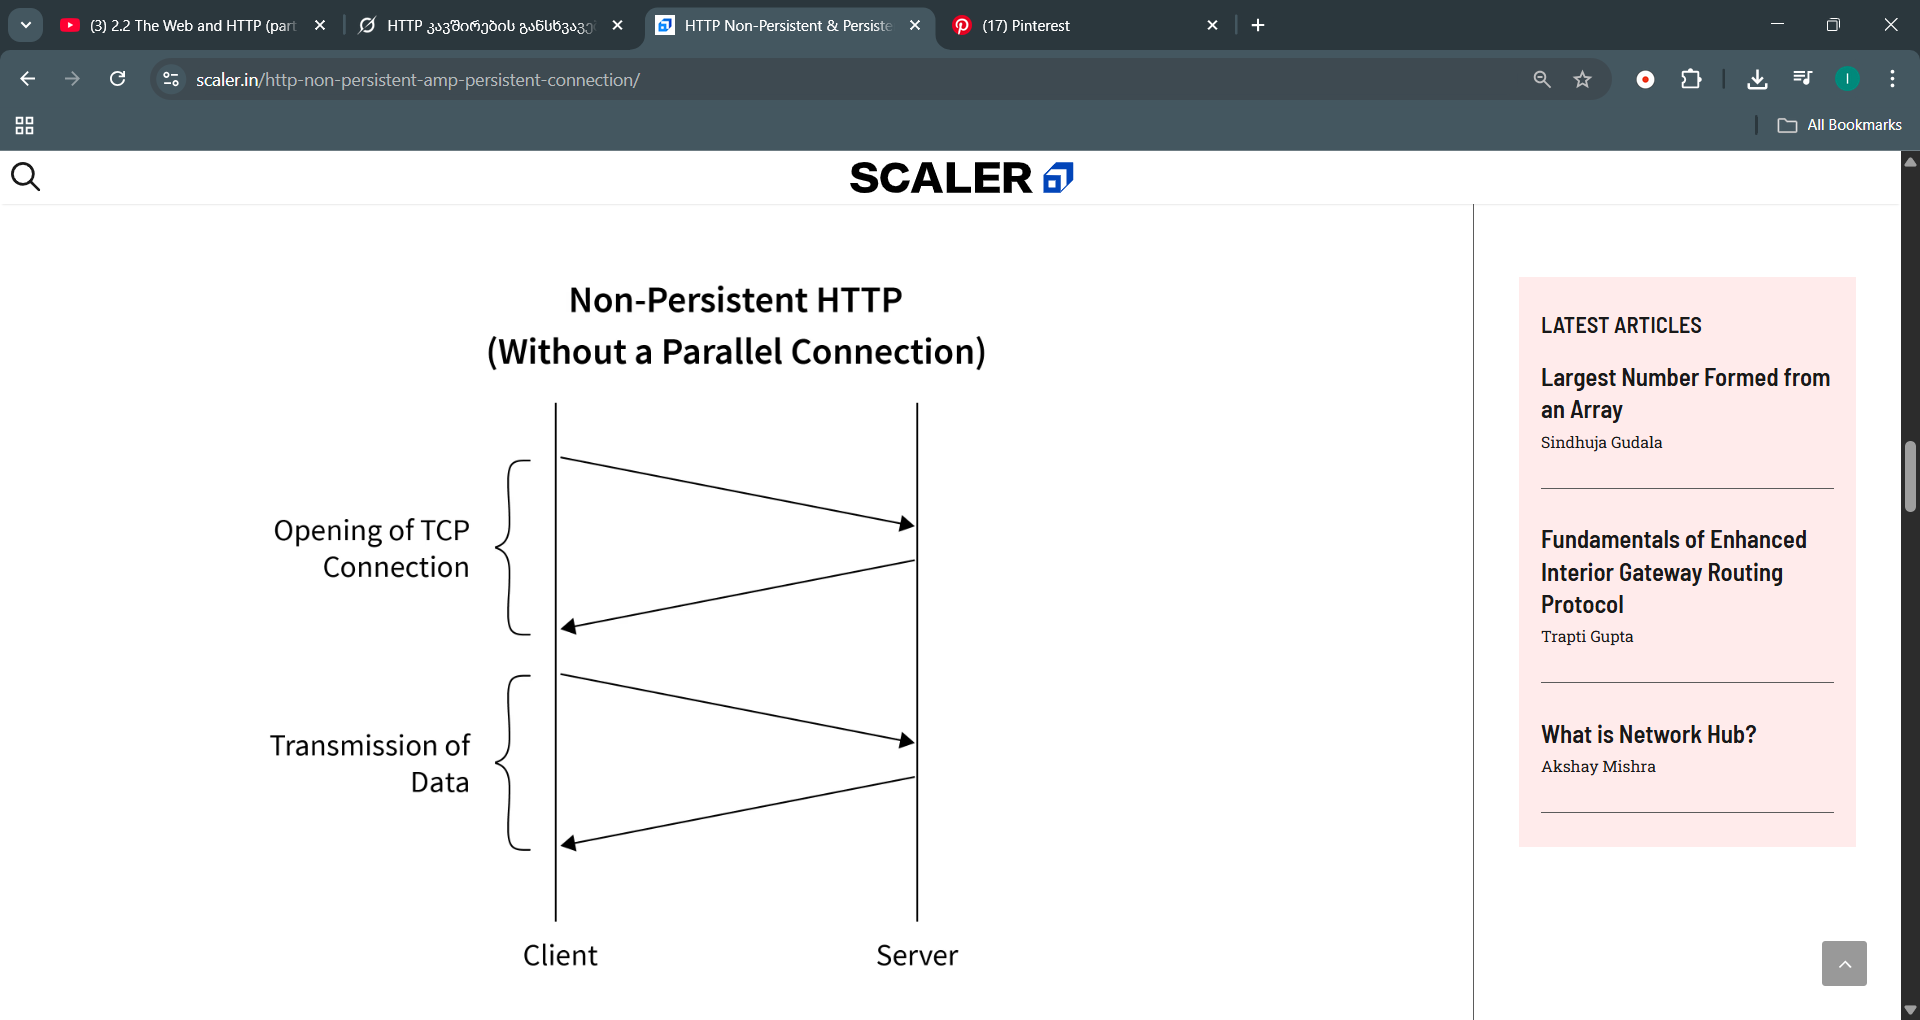 (3) 2.2 The Web and HTTP (part
HTTP კავშირების განსხვავე
HTTP Non-Persistent & Persiste
(17) Pinterest
scaler.in/http-non-persistent-amp-persistent-connection/
I
All Bookmarks
SCALER
Non-Persistent HTTP
(Without a Parallel Connection)
Opening of TCP
Connection
Transmission of
Data
Client
Server
LATEST ARTICLES
Largest Number Formed from
an Array
Sindhuja Gudala
Fundamentals of Enhanced
Interior Gateway Routing
Protocol
Trapti Gupta
What is Network Hub?
Akshay Mishra